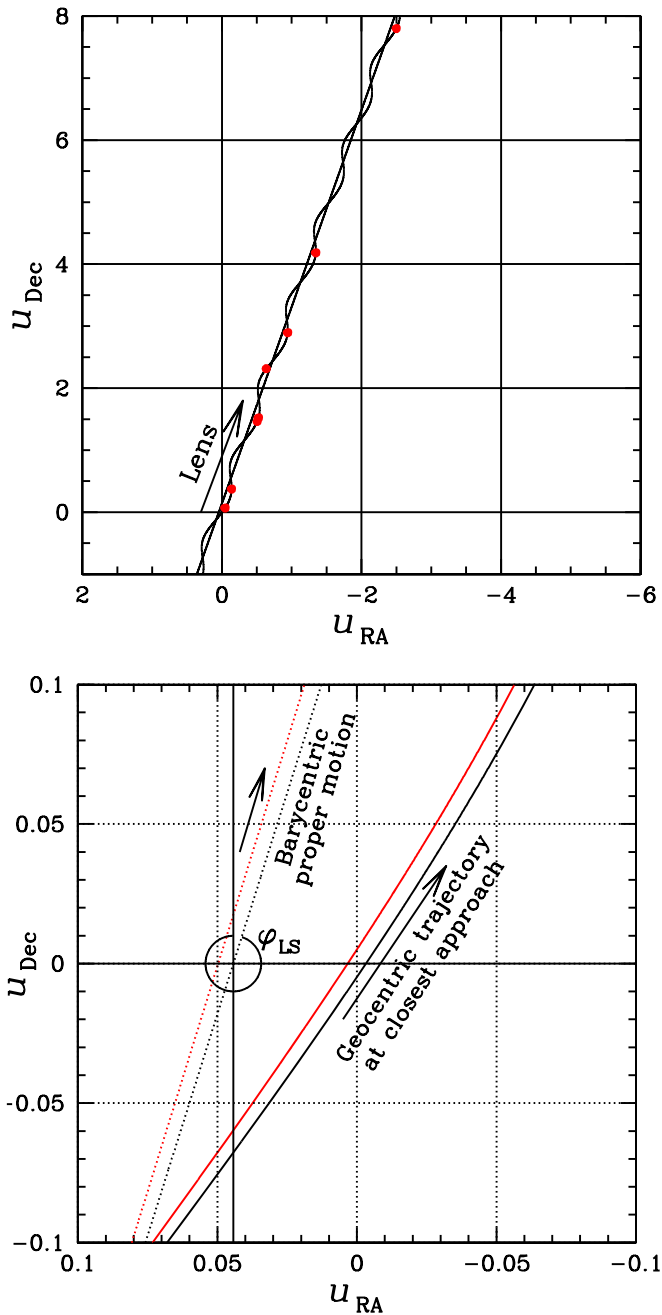 8
6
4
2
0
u Dec
Lens
2
0
−2
−4
−6
u RA
0.1
0.05
0
-0.05
-0.1
u Dec
Barycentric
proper motion
φ LS
Geocentric trajectory
at closest approach
0.1
0.05
0
-0.05
-0.1
u RA